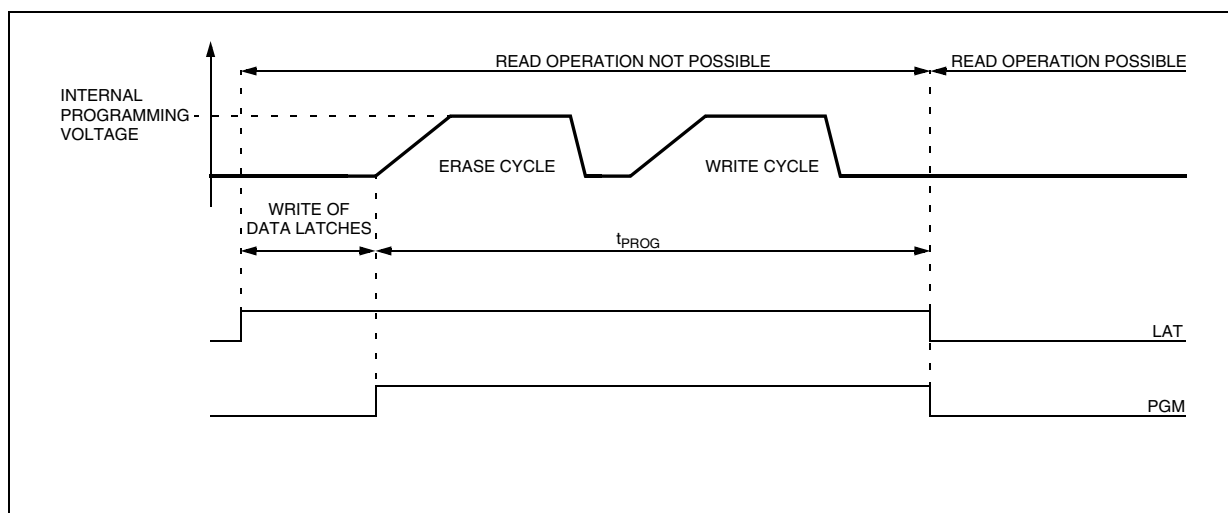 READ OPERATION NOT POSSIBLE
READ OPERATION POSSIBLE
INTERNAL
PROGRAMMING
VOLTAGE
ERASE CYCLE
WRITE CYCLE
WRITE OF
DATA LATCHES
tPROG
LAT
PGM